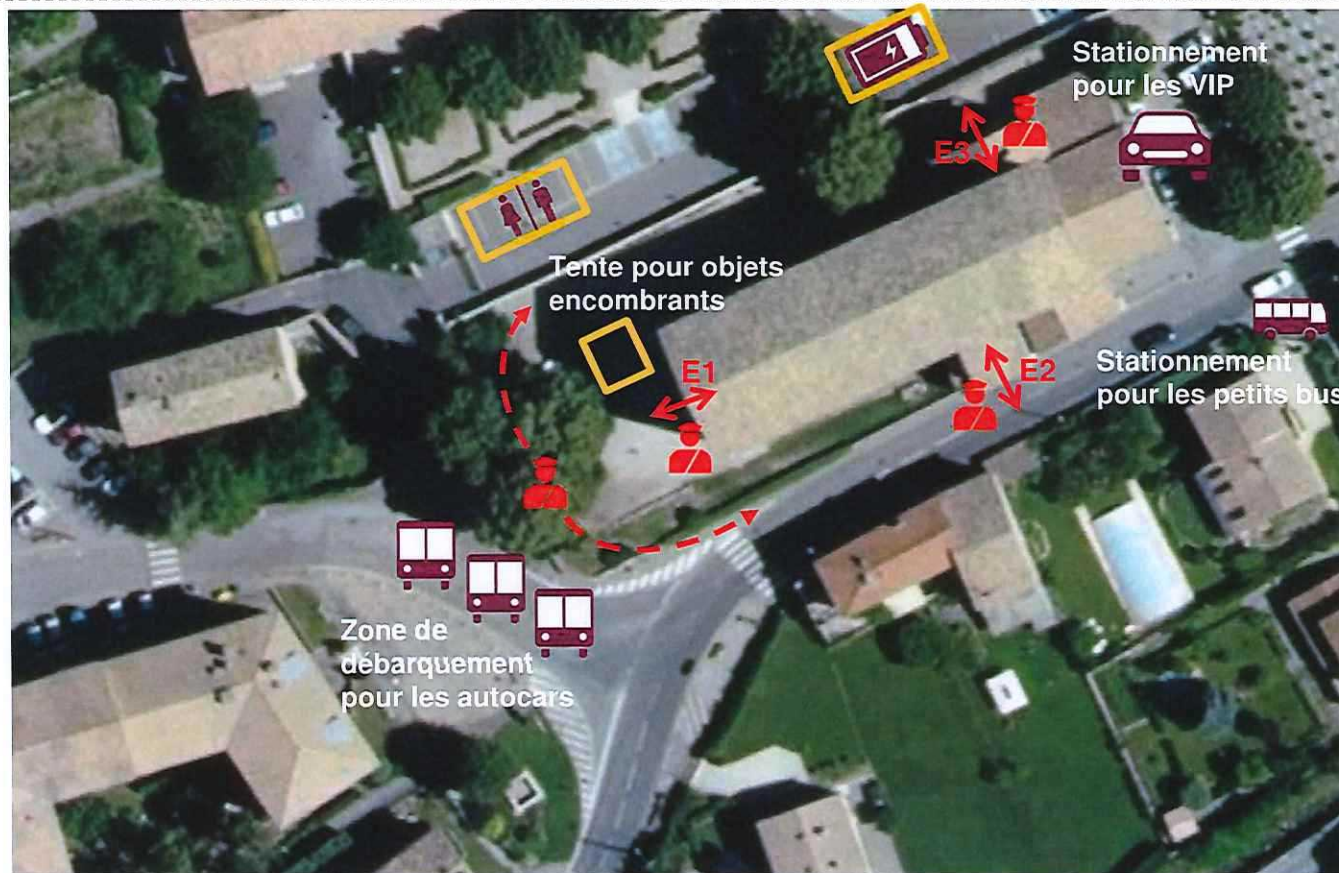 Stationnement
pour les VIP
E3
Tente pour objets
encombrants
E1
E2
Stationnement
pour les petits bus
Zone de
débarquement
pour les autocars